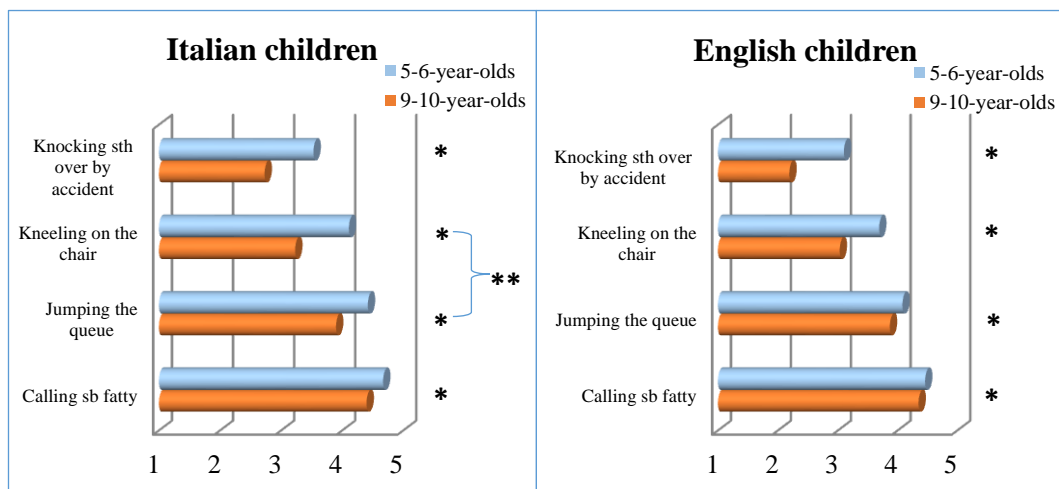 Italian children
5-6-year-olds
9-10-year-olds
Knocking sth
over by
accident
*
Kneeling on the
chair
*
**
Jumping the
queue
*
Calling sb fatty
*
1 2 3 4 5
English children
5-6-year-olds
9-10-year-olds
Knocking sth over
by accident
*
Kneeling on the
chair
*
Jumping the queue
*
Calling sb fatty
*
1 2 3 4 5